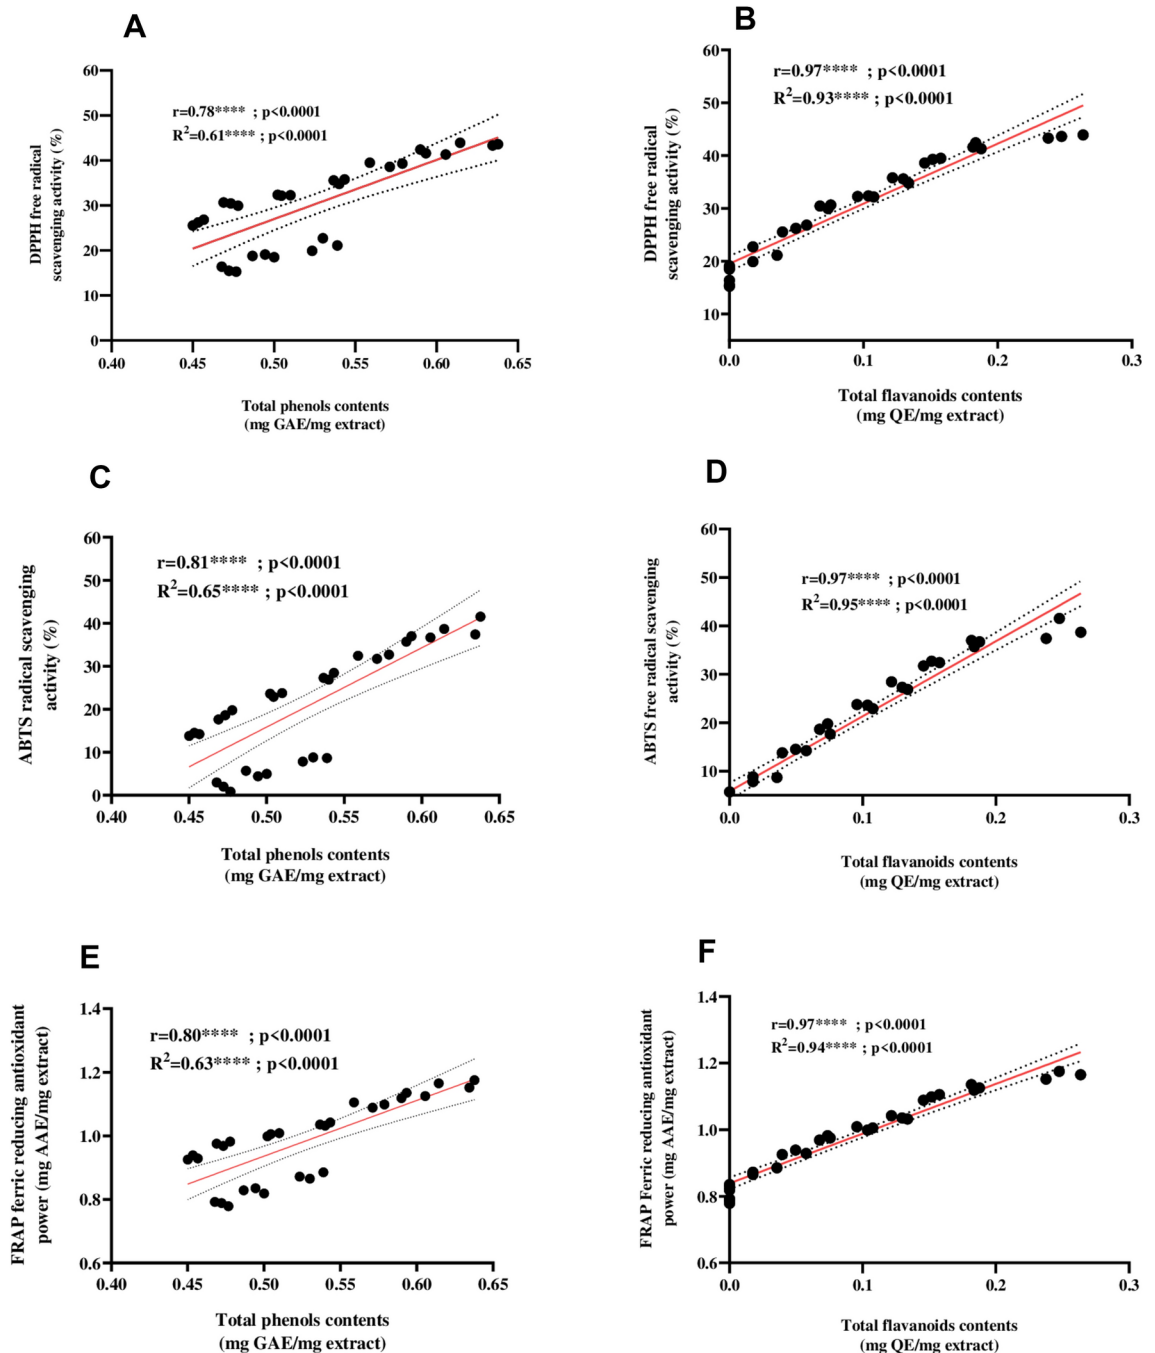 A
60
50
40
30
20
10
0
DPPH free radical
scavenging activity (%)
r=0.78**** ; p<0.0001
R²=0.61**** ; p<0.0001
0.40 0.45 0.50 0.55 0.60 0.65
Total phenols contents
(mg GAE/mg extract)
B
60
50
40
30
20
10
DPPH free radical
scavenging activity (%)
r=0.97**** ; p<0.0001
R²=0.93**** ; p<0.0001
0.0 0.1 0.2 0.3
Total flavanoids contents
(mg QE/mg extract)
C
60
50
40
30
20
10
0
ABTS radical scavenging
activity (%)
r=0.81**** ; p<0.0001
R²=0.65**** ; p<0.0001
0.40 0.45 0.50 0.55 0.60 0.65
Total phenols contents
(mg GAE/mg extract)
D
60
50
40
30
20
10
ABTS free radical scavenging
activity (%)
r=0.97**** ; p<0.0001
R²=0.95**** ; p<0.0001
0.0 0.1 0.2 0.3
Total flavanoids contents
(mg QE/mg extract)
E
1.4
1.2
1.0
0.8
0.6
FRAP ferric reducing antioxidant
power (mg AAE/mg extract)
r=0.80**** ; p<0.0001
R²=0.63**** ; p<0.0001
0.40 0.45 0.50 0.55 0.60 0.65
Total phenols contents
(mg GAE/mg extract)
F
1.4
1.2
1.0
0.8
0.6
FRAP Ferric reducing antioxidant
power (mg AAE/mg extract)
r=0.97**** ; p<0.0001
R²=0.94**** ; p<0.0001
0.0 0.1 0.2 0.3
Total flavanoids contents
(mg QE/mg extract)